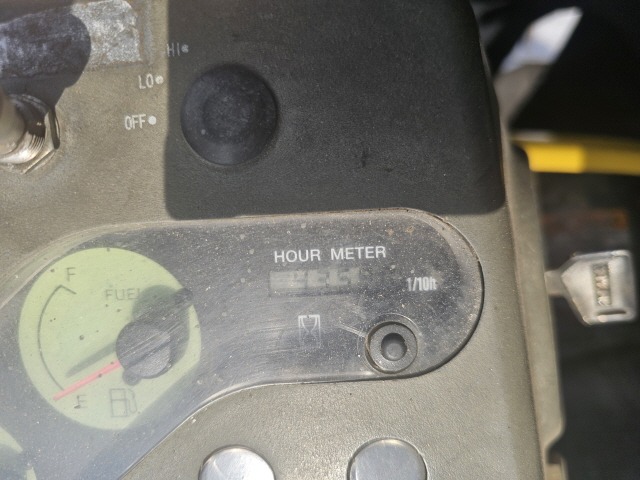 HI
LO
OFF
HOUR METER
1/10h
F
FUEL
E